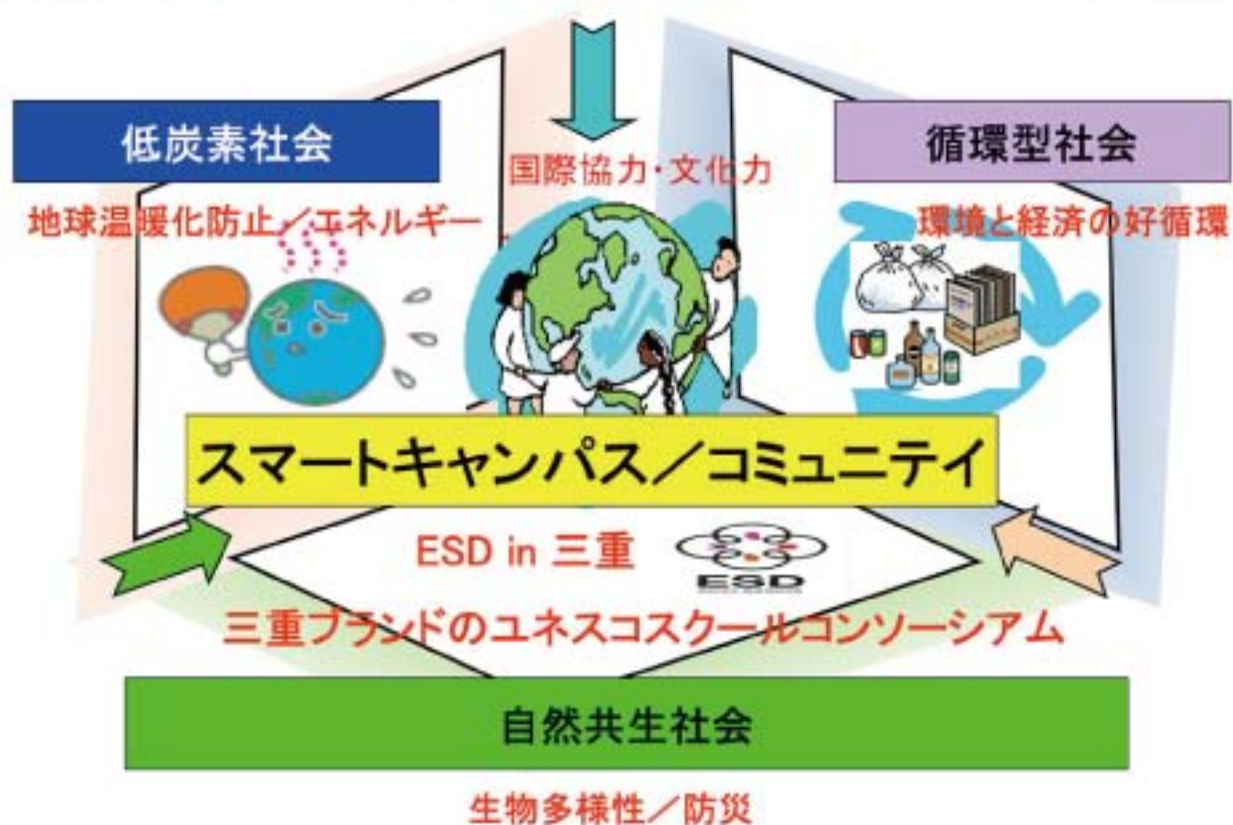 低炭素社会
循環型社会
国際協力・文化力
地球温暖化防止／エネルギー
環境と経済の好循環
スマートキャンパス／コミュニテイ
ESD in 三重
ESD
三重ブランドのユネスコスクールコンソーシアム
自然共生社会
生物多様性／防災